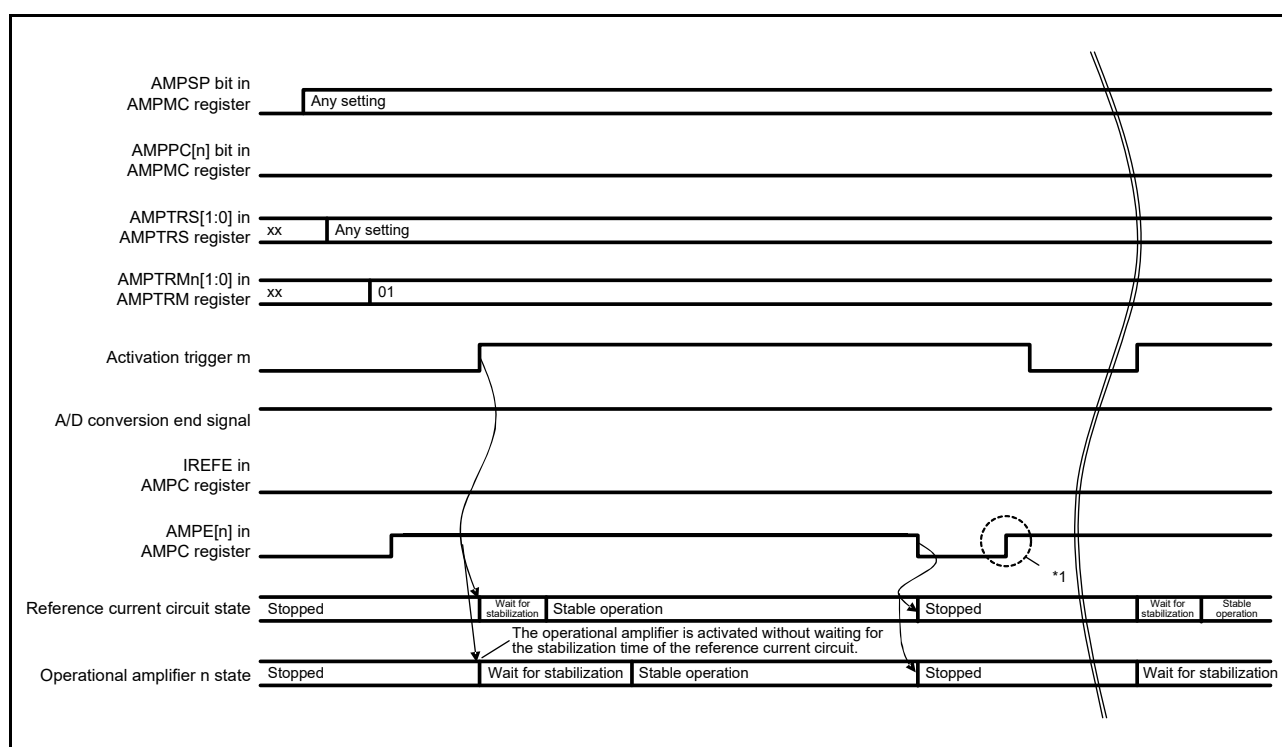 AMPSP bit in
AMPMC register
Any setting
AMPPC[n] bit in
AMPMC register
AMPTRS[1:0] in
AMPTRS register
xx
Any setting
AMPTRMn[1:0] in
AMPTRM register
xx
01
Activation trigger m
A/D conversion end signal
IREFE in
AMPC register
AMPE[n] in
AMPC register
*1
Reference current circuit state
Stopped
Wait for
stabilization
Stable operation
Stopped
Wait for
stabilization
Stable
operation
The operational amplifier is activated without waiting for
the stabilization time of the reference current circuit.
Operational amplifier n state
Stopped
Wait for stabilization
Stable operation
Stopped
Wait for stabilization